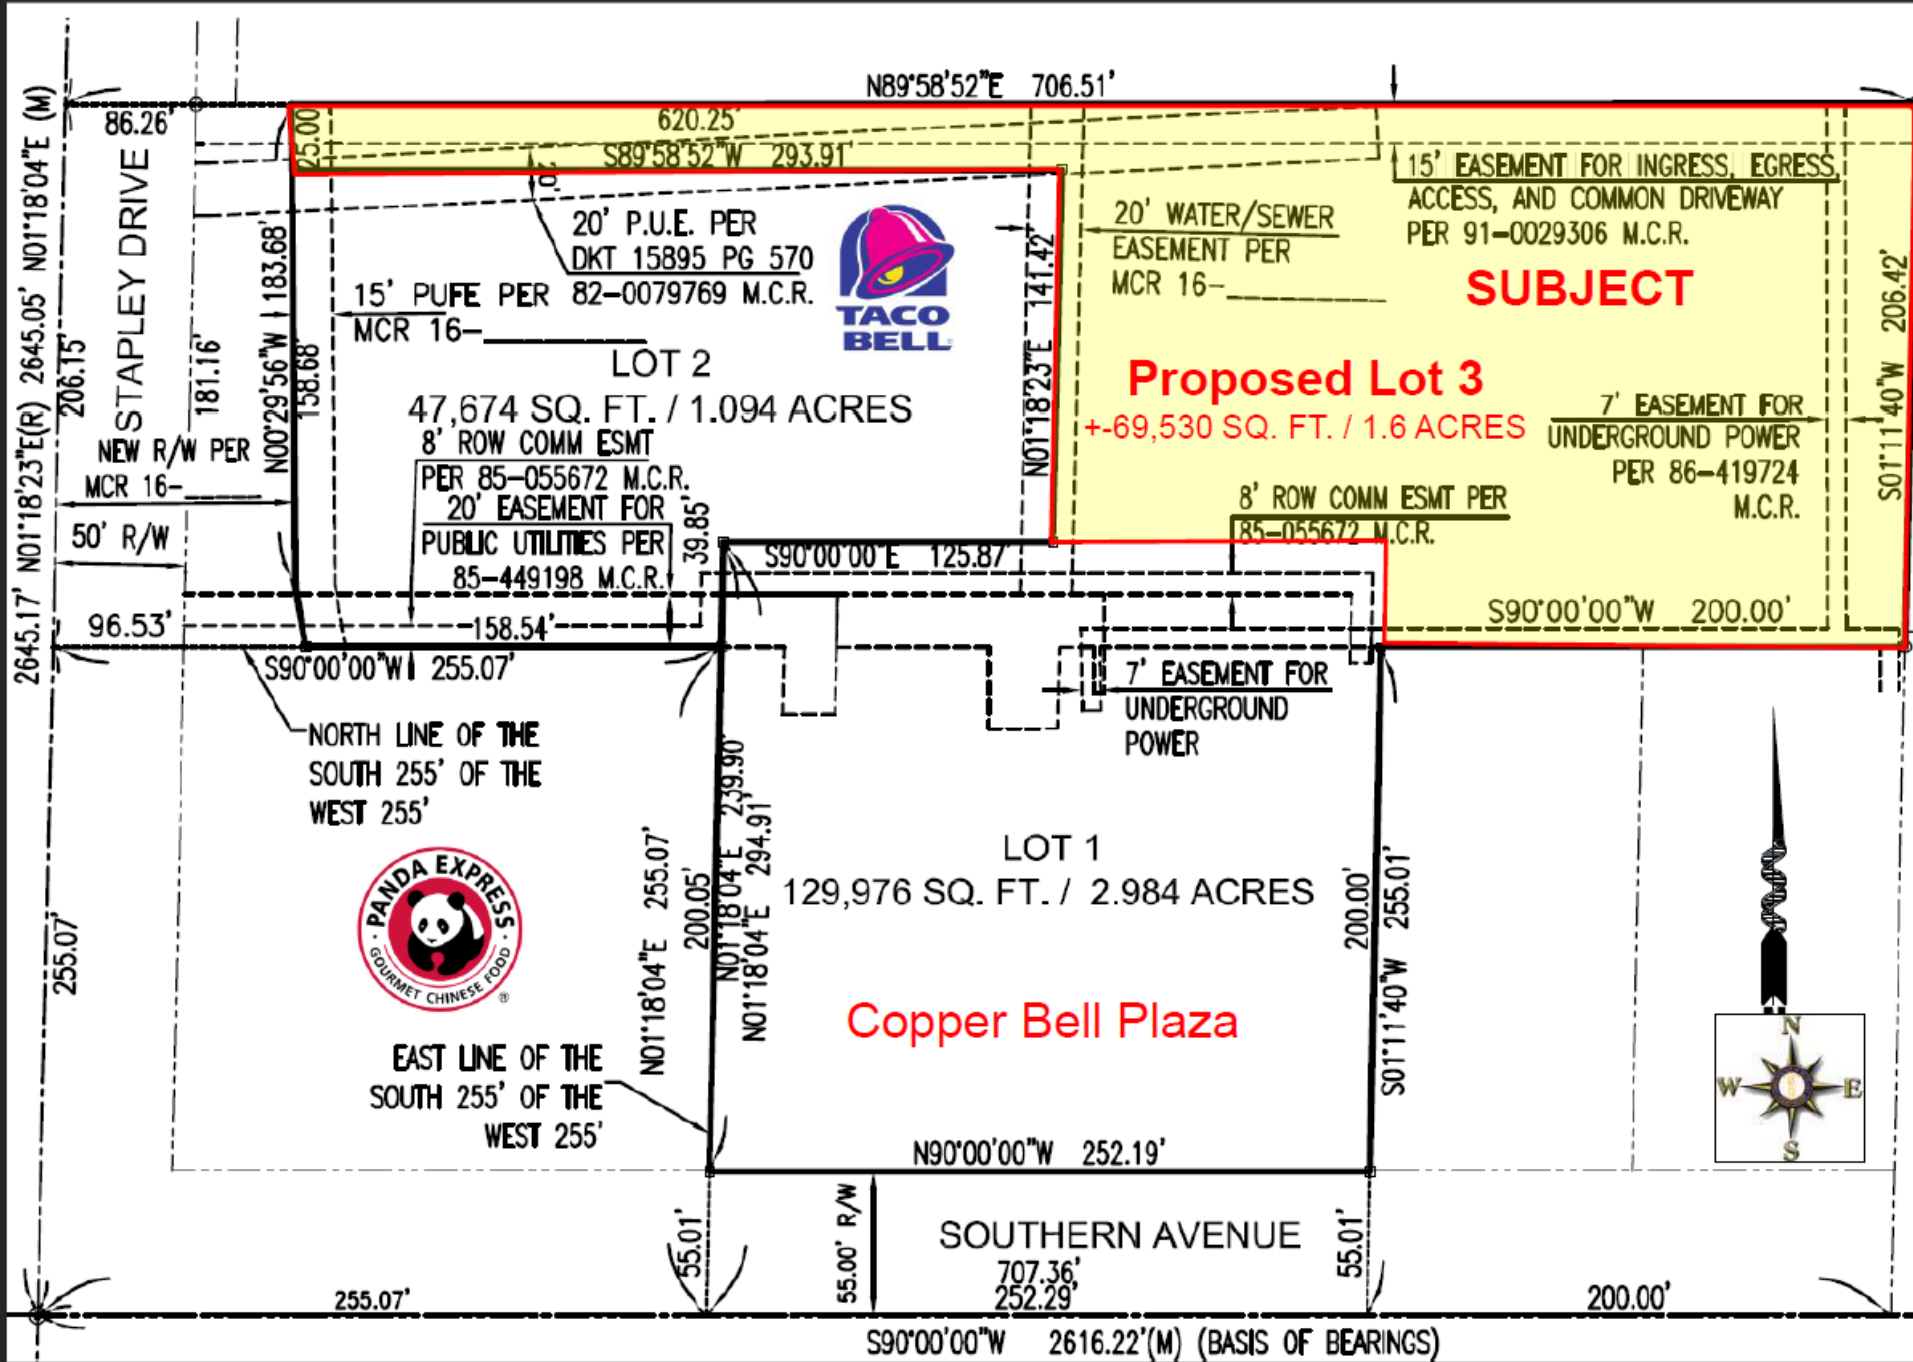 N89°58'52"E 706.51'
86.26'
620.25'
25.00
S89°58'52"W 293.91'
15' EASEMENT FOR INGRESS, EGRESS,
ACCESS, AND COMMON DRIVEWAY
PER 91-0029306 M.C.R.
20' P.U.E. PER
DKT 15895 PG 570
82-0079769 M.C.R.
TACO
BELL
20' WATER/SEWER
EASEMENT PER
MCR 16-
SUBJECT
15' PUFE PER
MCR 16-
STAPLEY DRIVE
N01°18'04"E (M)
2645.05'
N01°18'23"E(R)
2645.17'
206.15'
181.16'
N00°29'56"W 183.68'
158.68'
N01°18'23"E 141.42'
S01°11'40"W 206.42'
LOT 2
47,674 SQ. FT. / 1.094 ACRES
Proposed Lot 3
+-69,530 SQ. FT. / 1.6 ACRES
7' EASEMENT FOR
UNDERGROUND POWER
PER 86-419724
M.C.R.
NEW R/W PER
MCR 16-
8' ROW COMM ESMT
PER 85-055672 M.C.R.
20' EASEMENT FOR
PUBLIC UTILITIES PER
85-449198 M.C.R.
39.85'
8' ROW COMM ESMT PER
85-055672 M.C.R.
50' R/W
S90°00'00"E 125.87'
S90°00'00"W 200.00'
96.53'
158.54'
S90°00'00"W 255.07'
7' EASEMENT FOR
UNDERGROUND
POWER
NORTH LINE OF THE
SOUTH 255' OF THE
WEST 255'
N01°18'04"E 239.90'
N01°18'04"E 294.91'
N01°18'04"E 255.07'
200.05'
LOT 1
129,976 SQ. FT. / 2.984 ACRES
200.00'
S01°11'40"W 255.01'
255.07'
PANDA EXPRESS
GOURMET CHINESE FOOD
®
Copper Bell Plaza
EAST LINE OF THE
SOUTH 255' OF THE
WEST 255'
N
W E
S
N90°00'00"W 252.19'
55.01'
55.00' R/W
SOUTHERN AVENUE
55.01'
707.36'
255.07'
252.29'
200.00'
S90°00'00"W 2616.22'(M) (BASIS OF BEARINGS)